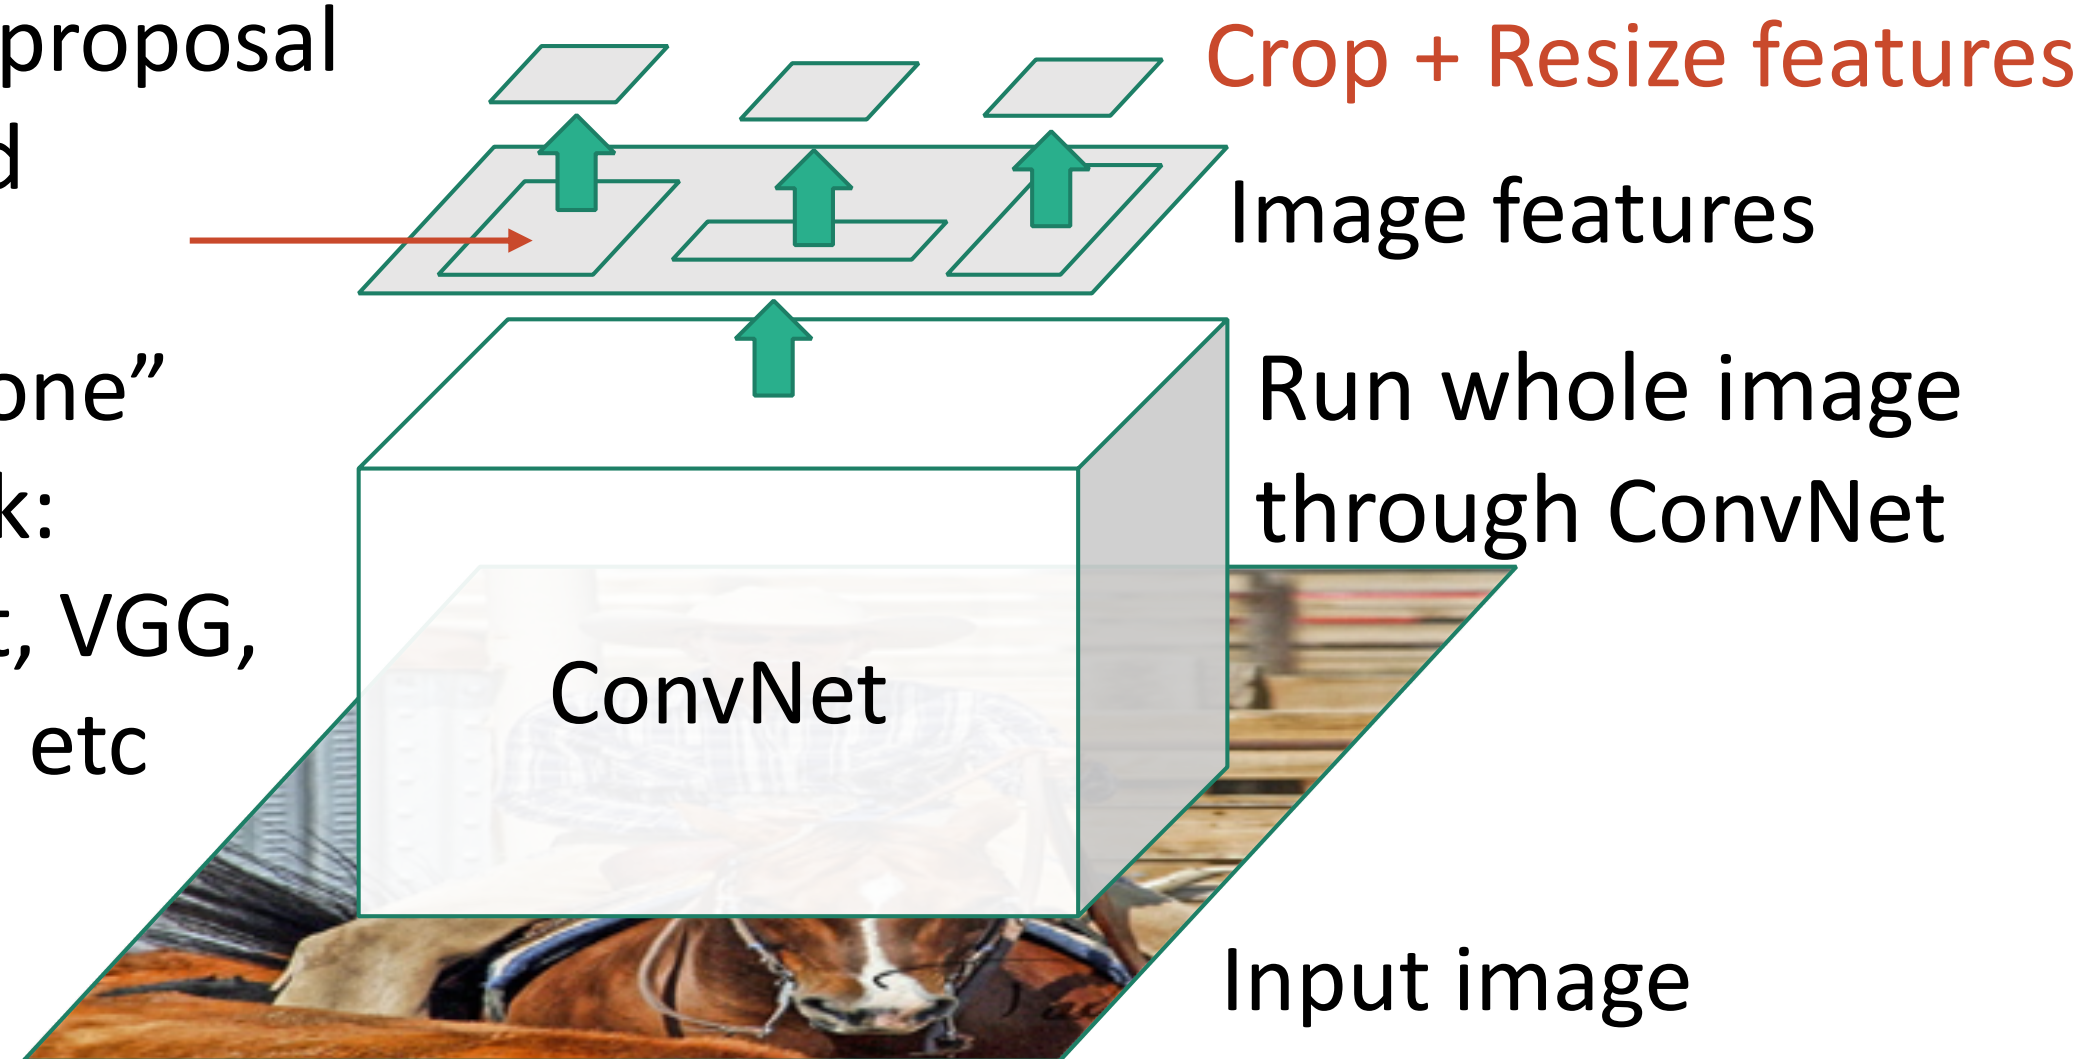 proposal
Crop + Resize features
d
Image features
one”
Run whole image
k:
through ConvNet
t, VGG,
ConvNet
etc
Input image